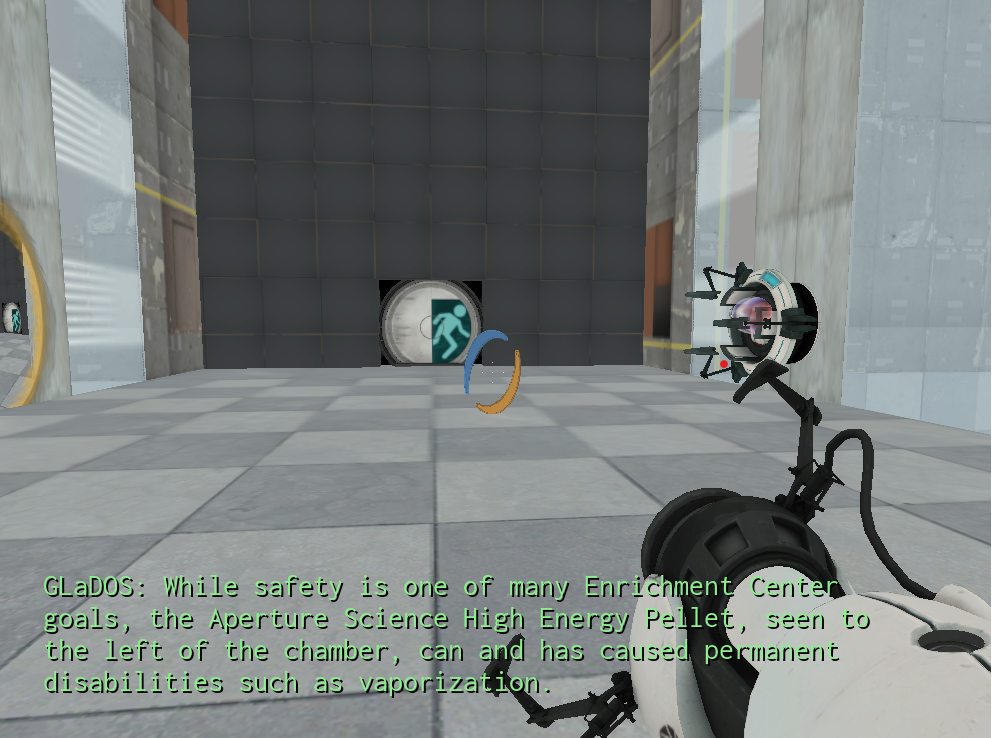 GLaDOS: While safety is one of many Enrichment Center
goals, the Aperture Science High Energy Pellet, seen to
the left of the chamber, can and has caused permanent
disabilities such as vaporization.